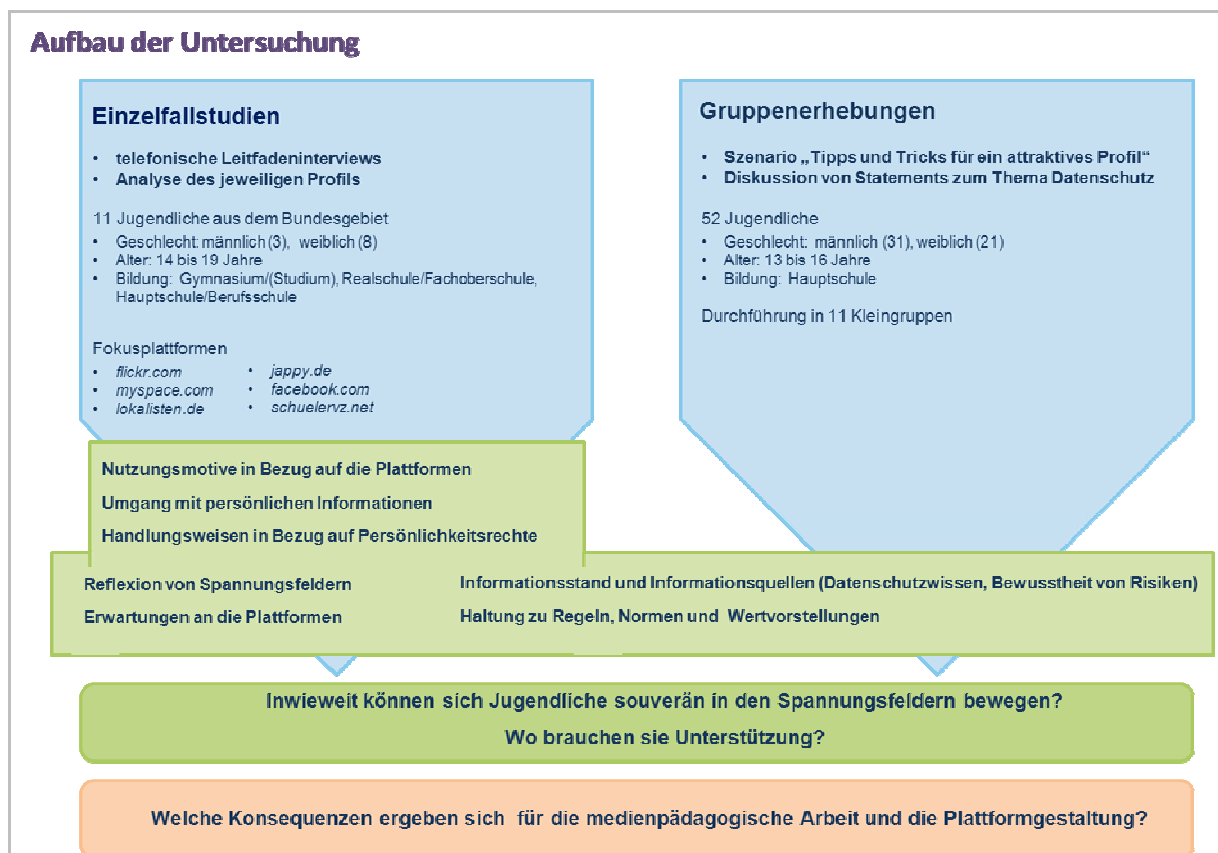 Aufbau der Untersuchung
Einzelfallstudien
• telefonische Leitfadeninterviews
• Analyse des jeweiligen Profils
11 Jugendliche aus dem Bundesgebiet
• Geschlecht: männlich (3), weiblich (8)
• Alter: 14 bis 19 Jahre
• Bildung: Gymnasium/(Studium), Realschule/Fachoberschule,
Hauptschule/Berufsschule
Fokusplattformen
• flickr.com
• myspace.com
• lokalisten.de
• jappy.de
• facebook.com
• schuelervz.net
Gruppenerhebungen
• Szenario „Tipps und Tricks für ein attraktives Profil“
• Diskussion von Statements zum Thema Datenschutz
52 Jugendliche
• Geschlecht: männlich (31), weiblich (21)
• Alter: 13 bis 16 Jahre
• Bildung: Hauptschule
Durchführung in 11 Kleingruppen
Nutzungsmotive in Bezug auf die Plattformen
Umgang mit persönlichen Informationen
Handlungsweisen in Bezug auf Persönlichkeitsrechte
Reflexion von Spannungsfeldern
Erwartungen an die Plattformen
Informationsstand und Informationsquellen (Datenschutzwissen, Bewusstheit von Risiken)
Haltung zu Regeln, Normen und Wertvorstellungen
Inwieweit können sich Jugendliche souverän in den Spannungsfeldern bewegen?
Wo brauchen sie Unterstützung?
Welche Konsequenzen ergeben sich für die medienpädagogische Arbeit und die Plattformgestaltung?